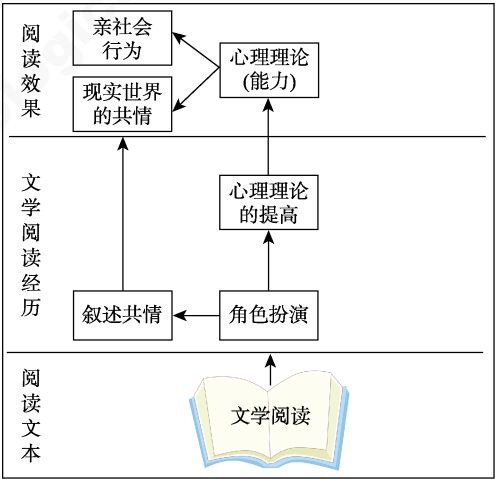 阅读效果
亲社会
行为
现实世界
的共情
心理理论
(能力)
文学阅读经历
心理理论
的提高
叙述共情
角色扮演
阅读文本
文学阅读